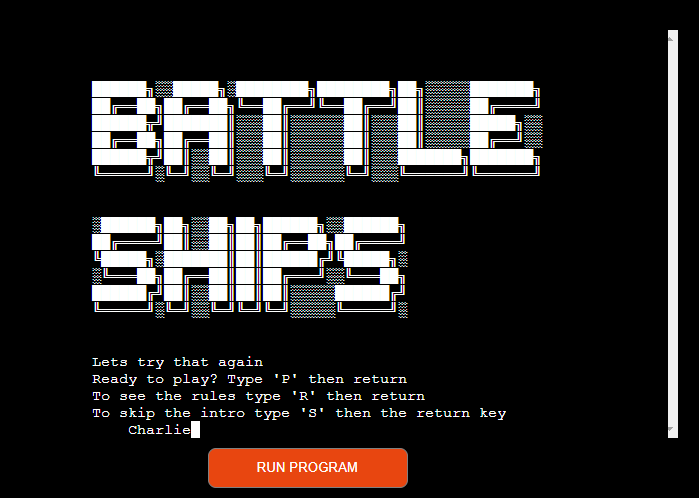 BATTLE
SHIPS
Lets try that again
Ready to play? Type 'P' then return
To see the rules type 'R' then return
To skip the intro type 'S' then the return key
Charlie
RUN PROGRAM